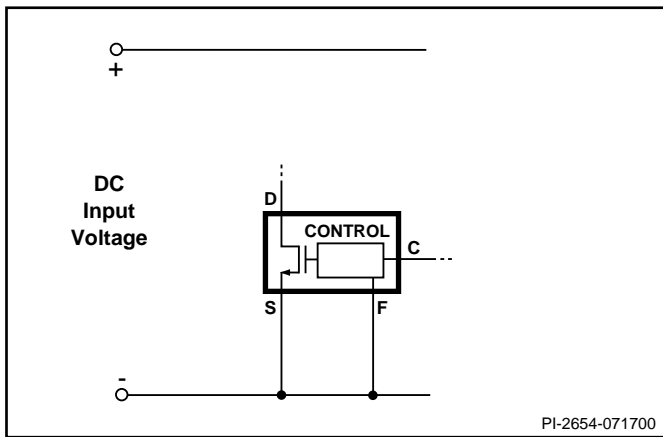 +
DC
Input
Voltage
D
CONTROL
C
S
F
-
PI-2654-071700